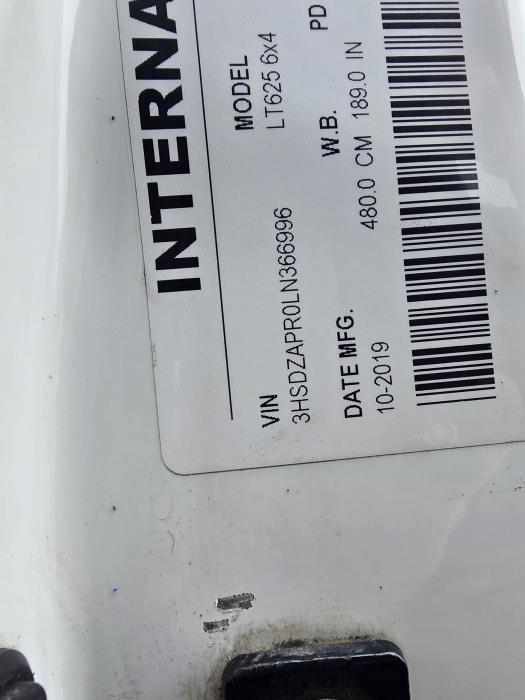 INTERNA
VIN
3HSDZAPR0LN366996
MODEL
LT625 6x4
DATE MFG.
10-2019
W.B.
480.0 CM 189.0 IN
PD